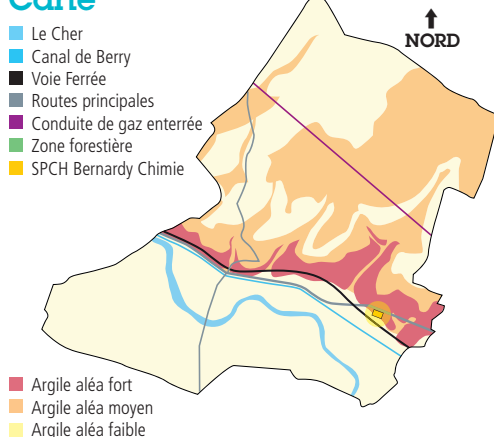 Carte
Le Cher
Canal de Berry
Voie Ferrée
Routes principales
Conduite de gaz enterrée
Zone forestière
SPCH Bernardy Chimie
NORD
Argile aléa fort
Argile aléa moyen
Argile aléa faible